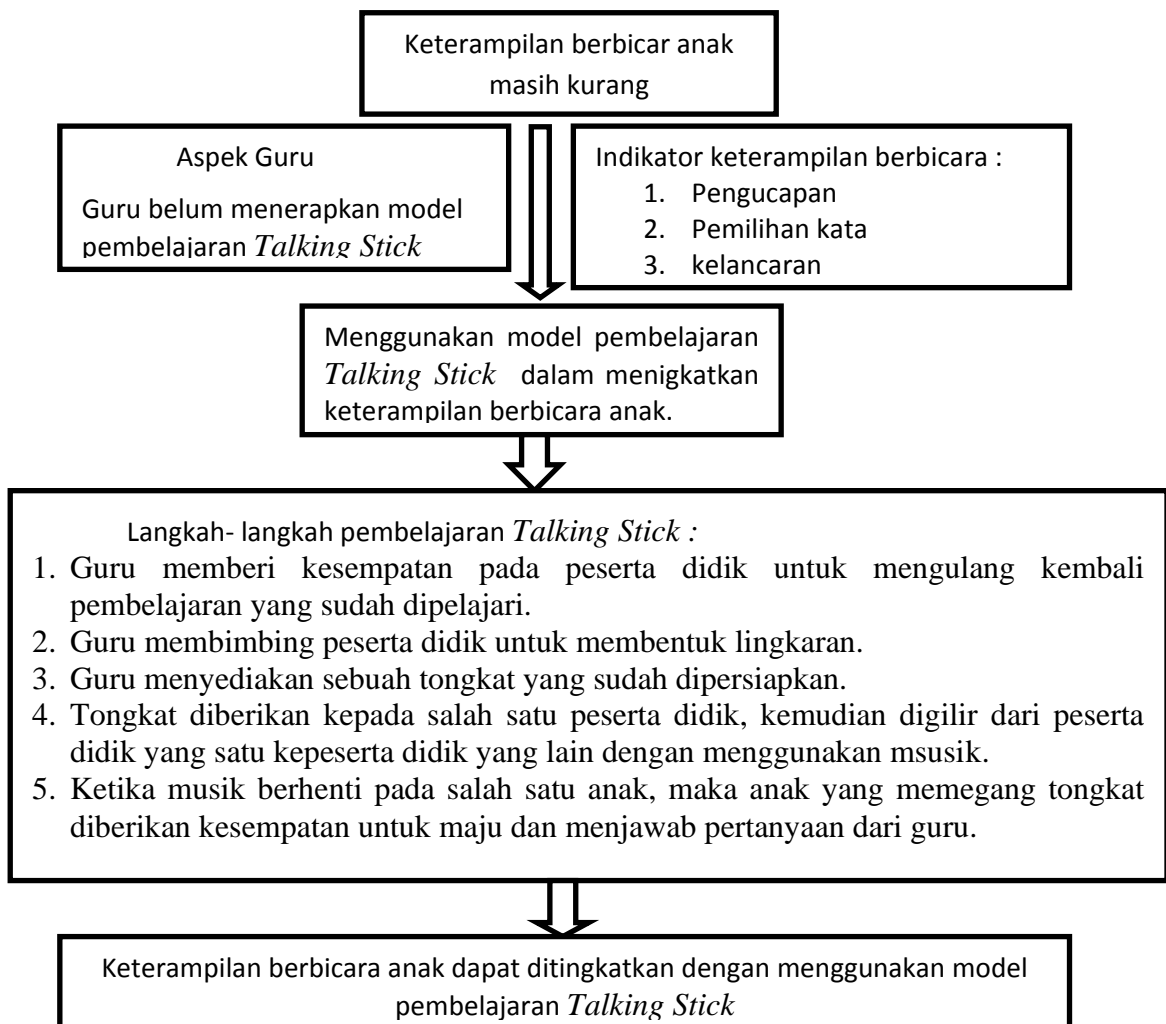 Keterampilan berbicar anak
masih kurang
Aspek Guru
Guru belum menerapkan model
pembelajaran Talking Stick
Indikator keterampilan berbicara :
1. Pengucapan
2. Pemilihan kata
3. kelancaran
Menggunakan model pembelajaran
Talking Stick dalam menigkatkan
keterampilan berbicara anak.
Langkah- langkah pembelajaran Talking Stick :
1. Guru memberi kesempatan pada peserta didik untuk mengulang kembali
pembelajaran yang sudah dipelajari.
2. Guru membimbing peserta didik untuk membentuk lingkaran.
3. Guru menyediakan sebuah tongkat yang sudah dipersiapkan.
4. Tongkat diberikan kepada salah satu peserta didik, kemudian digilir dari peserta
didik yang satu kepeserta didik yang lain dengan menggunakan msusik.
5. Ketika musik berhenti pada salah satu anak, maka anak yang memegang tongkat
diberikan kesempatan untuk maju dan menjawab pertanyaan dari guru.
Keterampilan berbicara anak dapat ditingkatkan dengan menggunakan model
pembelajaran Talking Stick